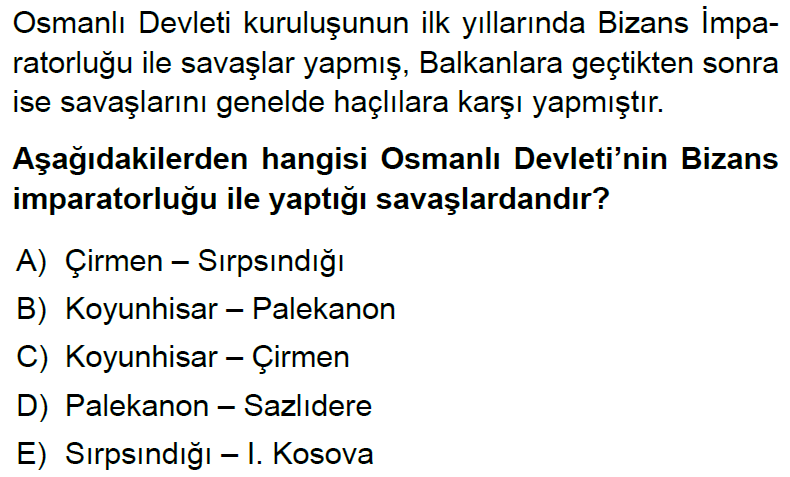 Osmanlı Devleti kuruluşunun ilk yıllarında Bizans İmpa-
ratorluğu ile savaşlar yapmış, Balkanlara geçtikten sonra
ise savaşlarını genelde haçlılara karşı yapmıştır.
Aşağıdakilerden hangisi Osmanlı Devleti’nin Bizans
imparatorluğu ile yaptığı savaşlardandır?
A) Çirmen – Sırpsındığı
B) Koyunhisar – Palekanon
C) Koyunhisar – Çirmen
D) Palekanon – Sazlıdere
E) Sırpsındığı – I. Kosova